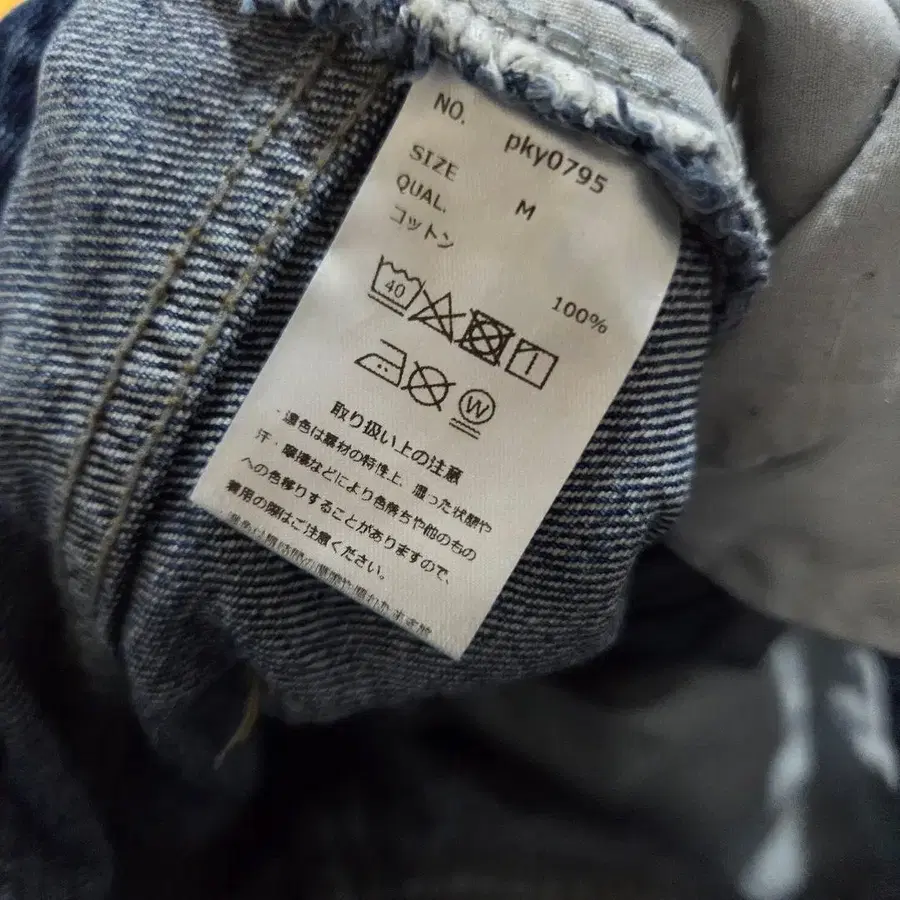 NO. pky0795
SIZE M
QUAL.
コットン 100%
40
W
取り扱い上の注意
・濃色は素材の特性上、湿った状態や
汗・摩擦などにより色落ちや他のもの
への色移りすることがありますので、
着用の際はご注意ください。